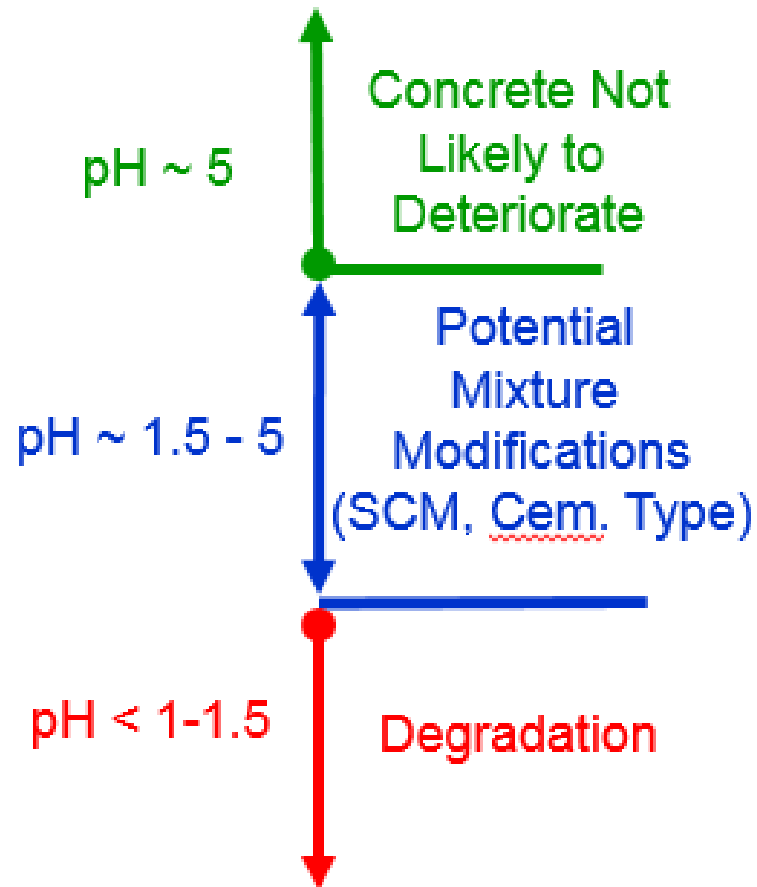 pH ~ 5
Concrete Not
Likely to
Deteriorate
pH ~ 1.5 - 5
Potential
Mixture
Modifications
(SCM, Cem. Type)
pH < 1-1.5
Degradation